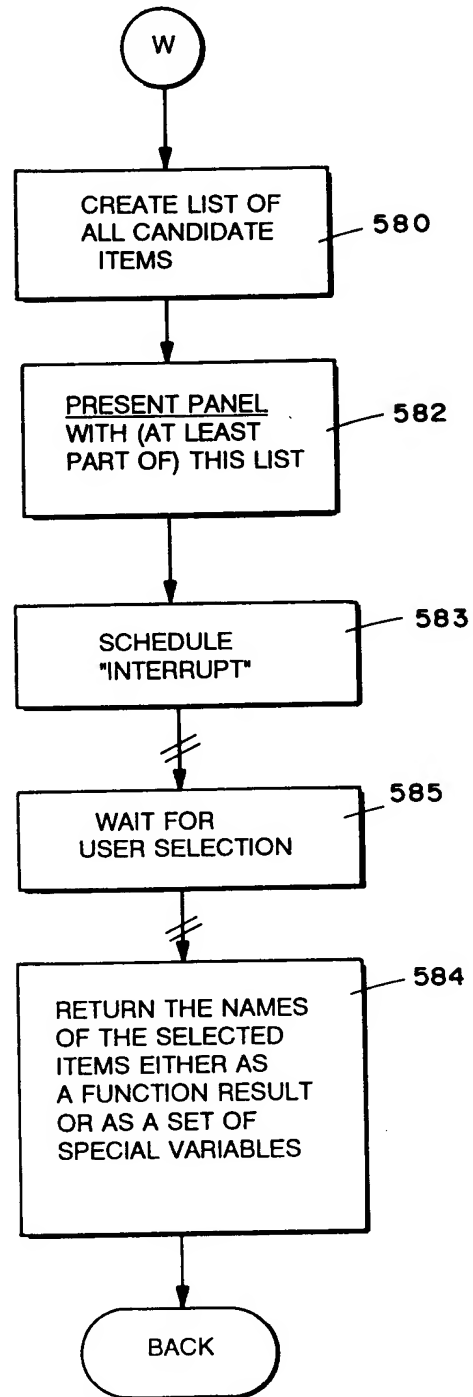 W
CREATE LIST OF
ALL CANDIDATE
ITEMS
580
PRESENT PANEL
WITH (AT LEAST
PART OF) THIS LIST
582
SCHEDULE
"INTERRUPT"
583
WAIT FOR
USER SELECTION
585
RETURN THE NAMES
OF THE SELECTED
ITEMS EITHER AS
A FUNCTION RESULT
OR AS A SET OF
SPECIAL VARIABLES
584
BACK